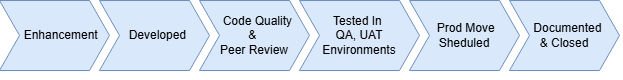 Enhancement
Developed
Code Quality
&
Peer Review
Tested In
QA, UAT
Environments
Prod Move
Sheduled
Documented
& Closed